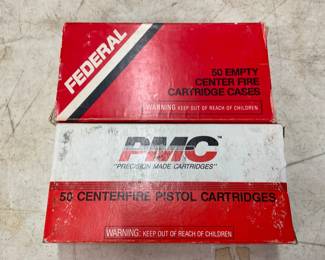 FEDERAL
50 EMPTY
CENTER FIRE
CARTRIDGE CASES
WARNING KEEP OUT OF REACH OF CHILDREN
PMC™
"PRECISION MADE CARTRIDGES"
50 CENTERFIRE PISTOL CARTRIDGES
WARNING: KEEP OUT OF REACH OF CHILDREN